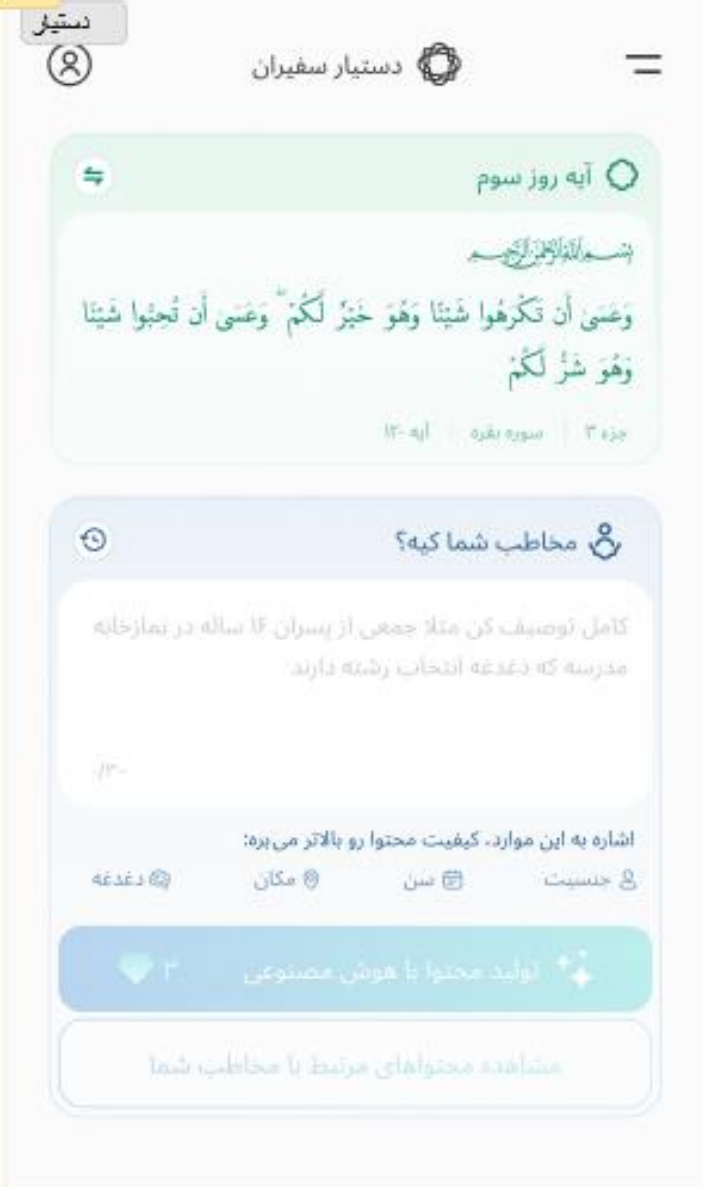 دستیار
دستیار سفیران
آیه روز سوم
بسم الله الرحمن الرحیم
وَعَسَىٰ أَن تَكْرَهُوا شَيْئًا وَهُوَ خَيْرٌ لَّكُمْ ۖ وَعَسَىٰ أَن تُحِبُّوا شَيْئًا
وَهُوَ شَرٌّ لَّكُمْ
جزء ۳ | سوره بقره | آیه ۱۲۰
مخاطب شما کیه؟
کامل توصیف کن مثلا جمعی از پسران ۱۶ ساله در نمازخانه
مدرسه که دغدغه انتخاب رشته دارند
۰/۳۰۰
اشاره به این موارد، کیفیت محتوا رو بالاتر می‌بره:
جنسیت سن مکان دغدغه
تولید محتوا با هوش مصنوعی ۳
مشاهده محتواهای مرتبط با مخاطب شما